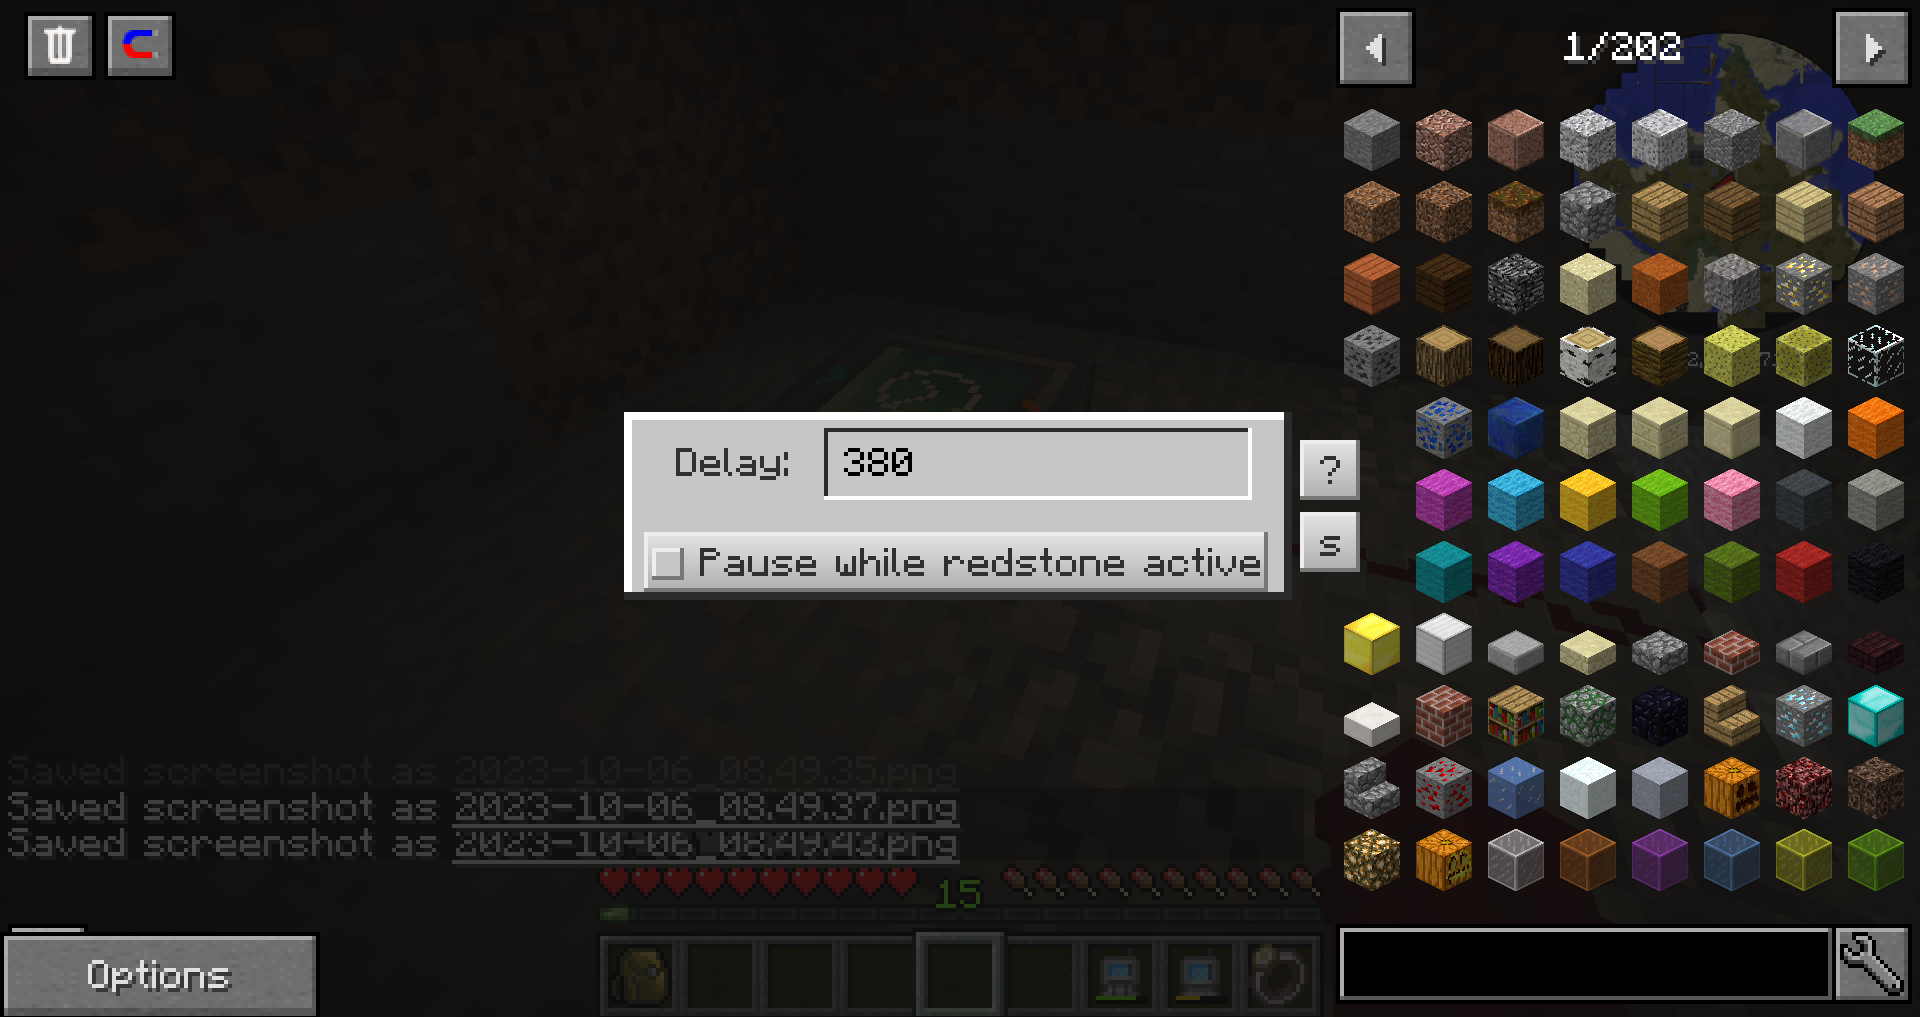 1/202
Delay: 380
?
Pause while redstone active
s
Saved screenshot as 2023-10-06_08.49.35.png
Saved screenshot as 2023-10-06_08.49.37.png
Saved screenshot as 2023-10-06_08.49.43.png
15
Options